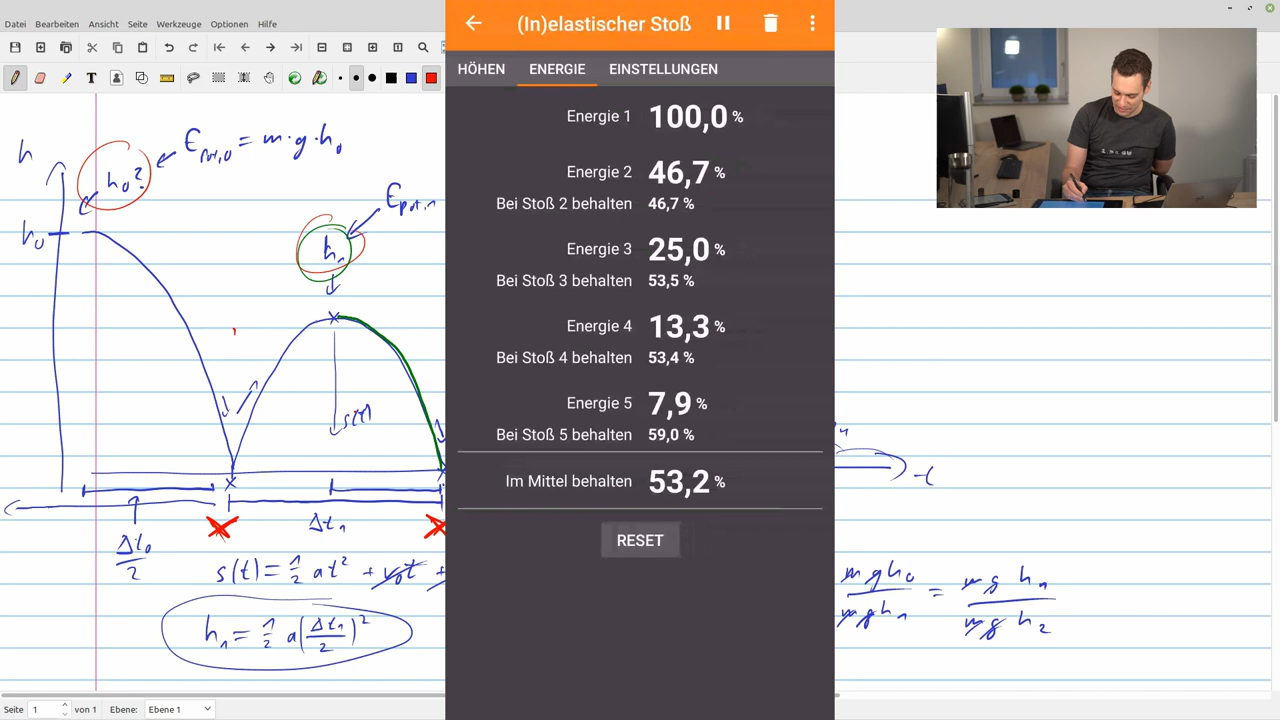 Datei Bearbeiten Ansicht Seite Werkzeuge Optionen Hilfe
(In)elastischer Stoß
HÖHEN ENERGIE EINSTELLUNGEN
Energie 1 100,0 %
Energie 2 46,7 %
Bei Stoß 2 behalten 46,7 %
Energie 3 25,0 %
Bei Stoß 3 behalten 53,5 %
Energie 4 13,3 %
Bei Stoß 4 behalten 53,4 %
Energie 5 7,9 %
Bei Stoß 5 behalten 59,0 %
Im Mittel behalten 53,2 %
RESET
h
E_pot,0 = m·g·h₀
h₀?
h₀
E_pot,1
h₁
s(t)
Δt₀/2
Δt₁
s(t) = 1/2 at² + v₀t +
h₁ = 1/2 a(Δt₁/2)²
t
mgh₀/mgh₁ = mgh₁/mgh₂
Seite 1 von 1 Ebene: Ebene 1